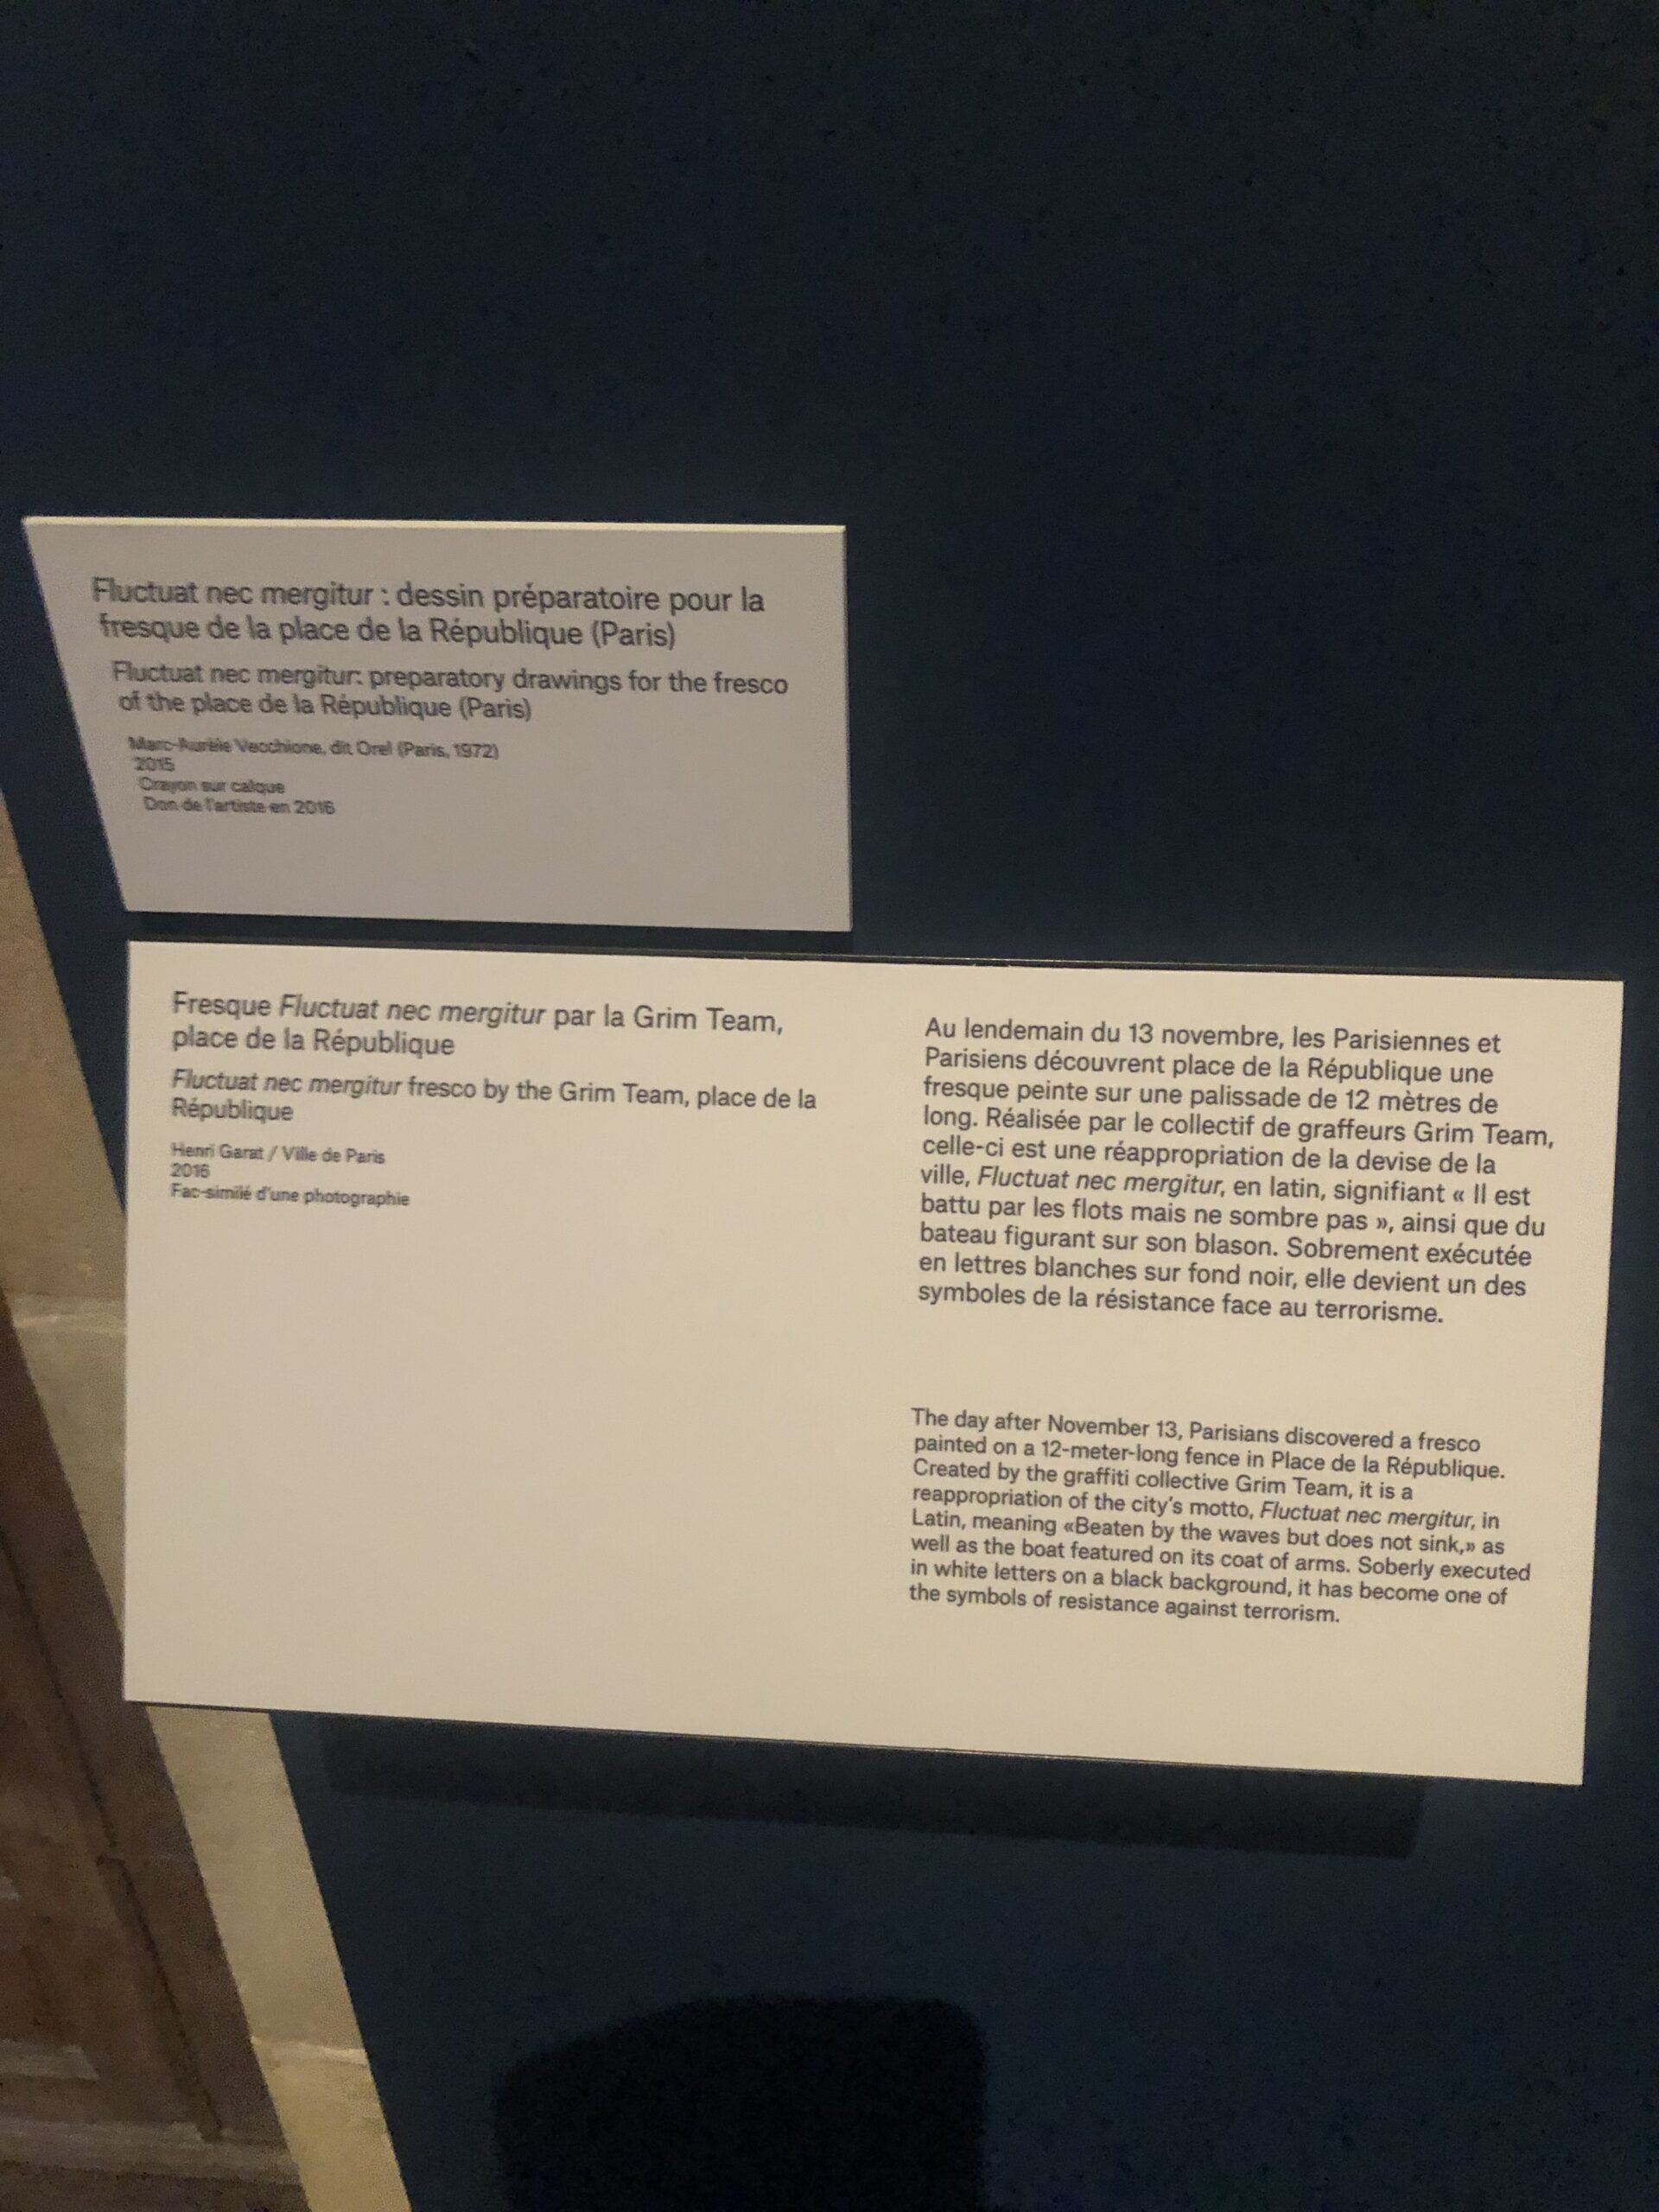 Fluctuat nec mergitur : dessin préparatoire pour la
fresque de la place de la République (Paris)
Fluctuat nec mergitur: preparatory drawings for the fresco
of the place de la République (Paris)
Marc-Aurèle Vecchione, dit Orel (Paris, 1972)
2015
Crayon sur calque
Don de l'artiste en 2016
Fresque Fluctuat nec mergitur par la Grim Team,
place de la République
Fluctuat nec mergitur fresco by the Grim Team, place de la
République
Henri Garat / Ville de Paris
2016
Fac-similé d'une photographie
Au lendemain du 13 novembre, les Parisiennes et
Parisiens découvrent place de la République une
fresque peinte sur une palissade de 12 mètres de
long. Réalisée par le collectif de graffeurs Grim Team,
celle-ci est une réappropriation de la devise de la
ville, Fluctuat nec mergitur, en latin, signifiant « Il est
battu par les flots mais ne sombre pas », ainsi que du
bateau figurant sur son blason. Sobrement exécutée
en lettres blanches sur fond noir, elle devient un des
symboles de la résistance face au terrorisme.
The day after November 13, Parisians discovered a fresco
painted on a 12-meter-long fence in Place de la République.
Created by the graffiti collective Grim Team, it is a
reappropriation of the city's motto, Fluctuat nec mergitur, in
Latin, meaning «Beaten by the waves but does not sink,» as
well as the boat featured on its coat of arms. Soberly executed
in white letters on a black background, it has become one of
the symbols of resistance against terrorism.